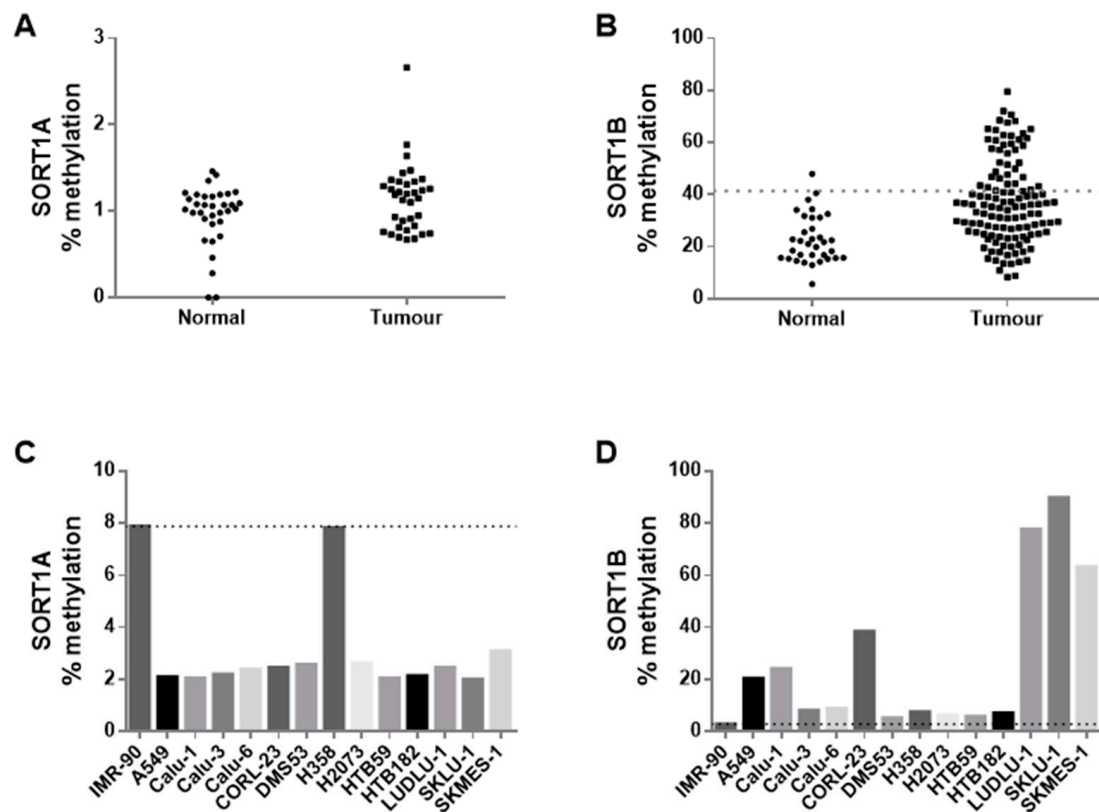 A
SORT1A
% methylation
3
2
1
0
Normal
Tumour
B
SORT1B
% methylation
100
80
60
40
20
0
Normal
Tumour
C
SORT1A
% methylation
10
8
6
4
2
0
IMR-90
A549
Calu-1
Calu-3
Calu-6
CORL-23
DMS53
H358
H2073
HTB59
HTB182
LUDLU-1
SKLU-1
SKMES-1
D
SORT1B
% methylation
100
80
60
40
20
0
IMR-90
A549
Calu-1
Calu-3
Calu-6
CORL-23
DMS53
H358
H2073
HTB59
HTB182
LUDLU-1
SKLU-1
SKMES-1